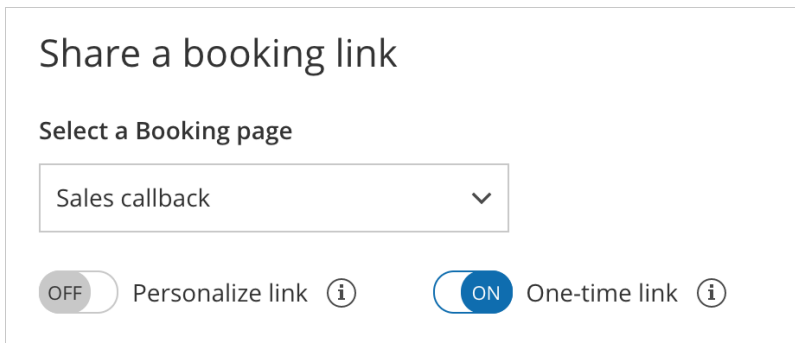 Share a booking link
Select a Booking page
Sales callback
OFF Personalize link i ON One-time link i